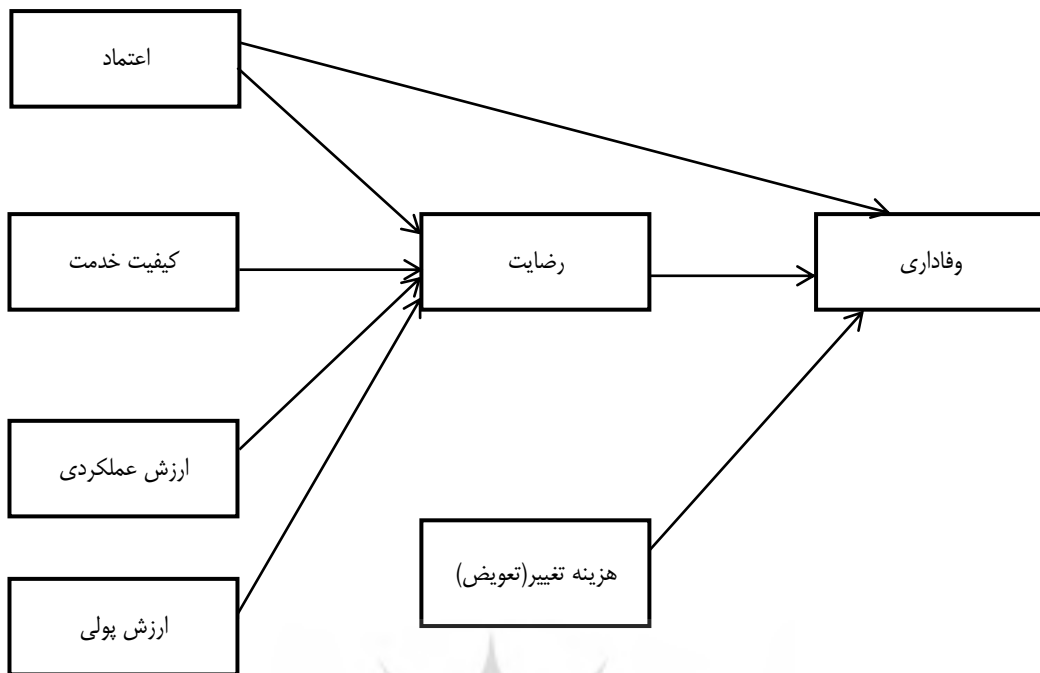 اعتماد
کیفیت خدمت
رضایت
وفاداری
ارزش عملکردی
هزینه تغییر(تعویض)
ارزش پولی